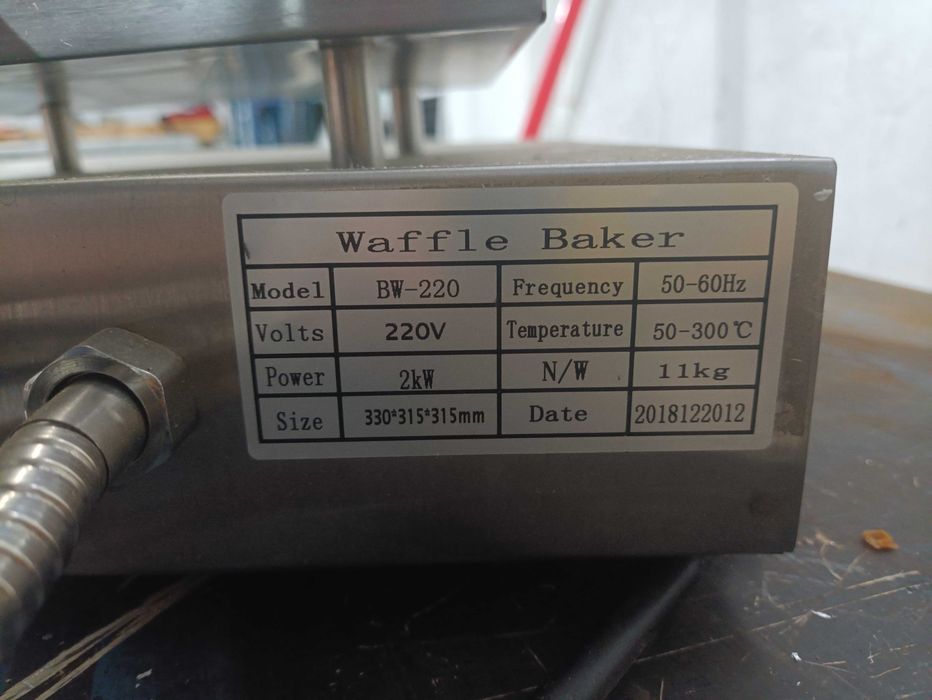 Waffle Baker
Model BW-220 Frequency 50-60Hz
Volts 220V Temperature 50-300℃
Power 2kW N/W 11kg
Size 330*315*315mm Date 2018122012